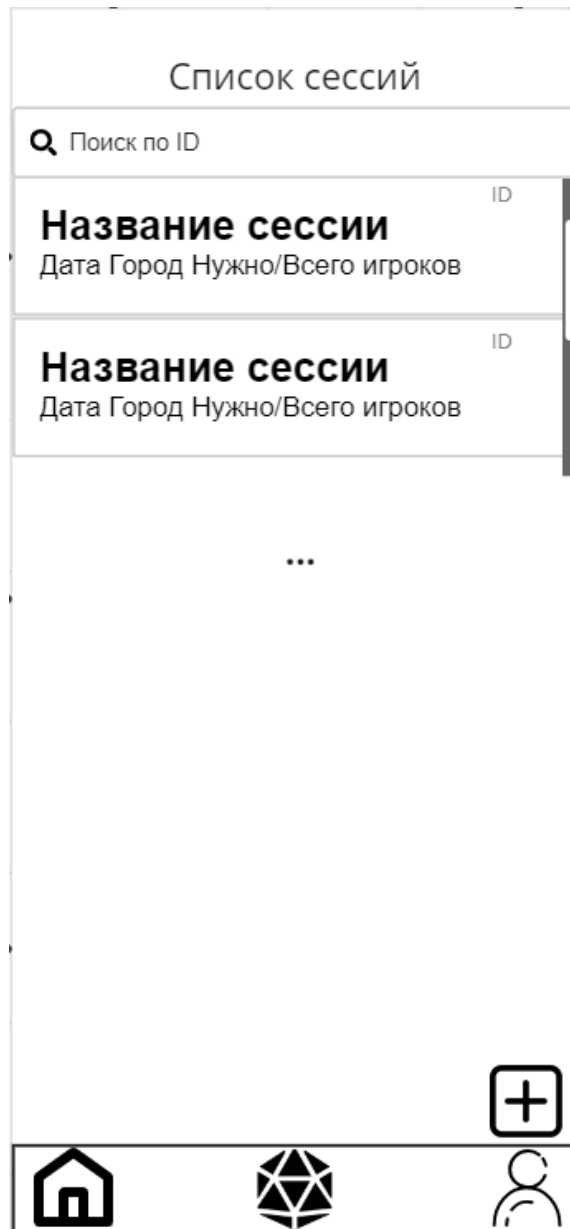 Список сессий
Поиск по ID
ID
Название сессии
Дата Город Нужно/Всего игроков
ID
Название сессии
Дата Город Нужно/Всего игроков
...